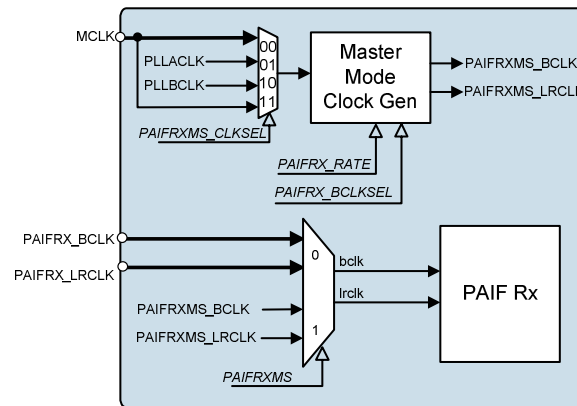 MCLK
00
Master
PLLACLK
01
Mode
PAIFRXMS_BCLK
PLLBCLK
10
Clock Gen
PAIFRXMS_LRCLK
11
PAIFRXMS_CLKSEL
PAIFRX_RATE
PAIFRX_BCLKSEL
PAIFRX_BCLK
0
bclk
PAIFRX_LRCLK
PAIF Rx
lrclk
PAIFRXMS_BCLK
PAIFRXMS_LRCLK
1
PAIFRXMS